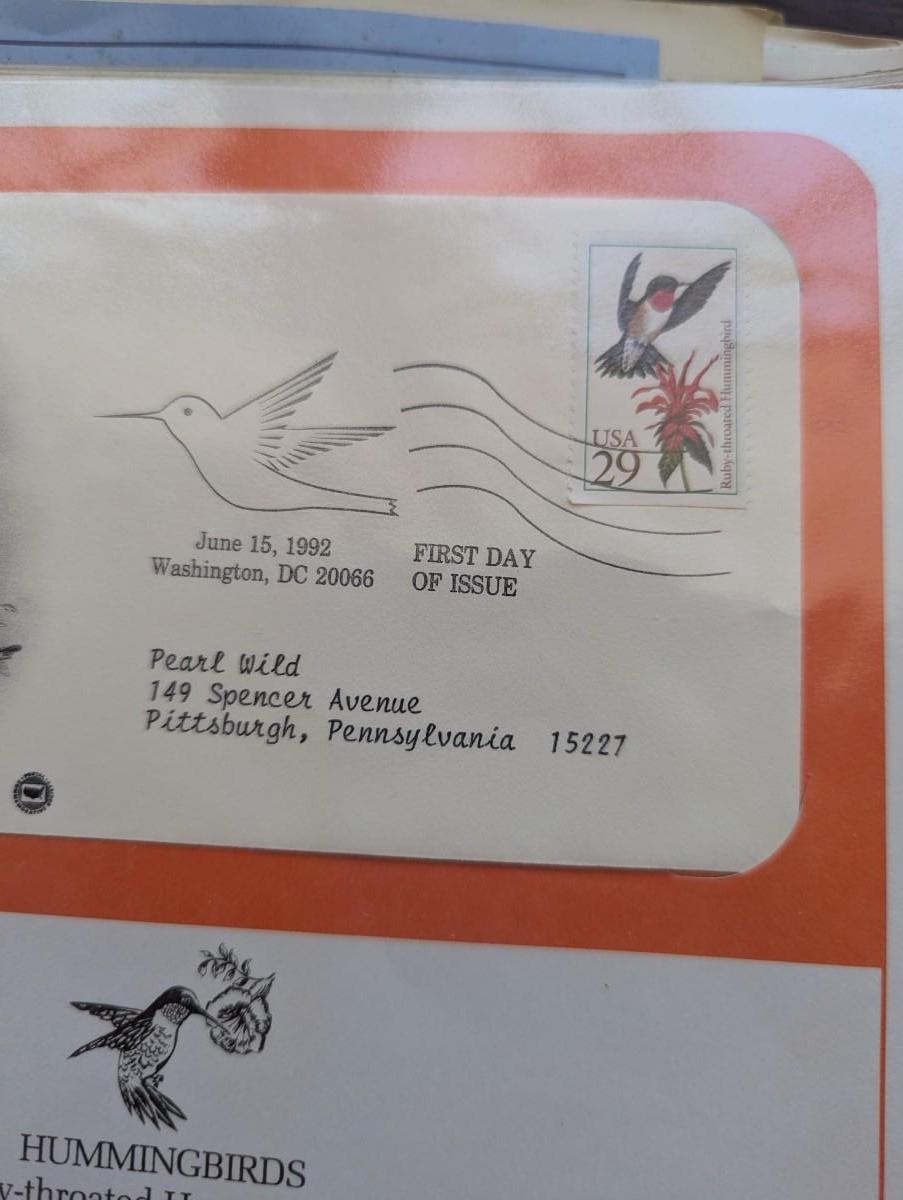 Ruby-throated Hummingbird
USA
29
June 15, 1992
Washington, DC 20066
FIRST DAY
OF ISSUE
Pearl Wild
149 Spencer Avenue
Pittsburgh, Pennsylvania 15227
HUMMINGBIRDS
y-throated H